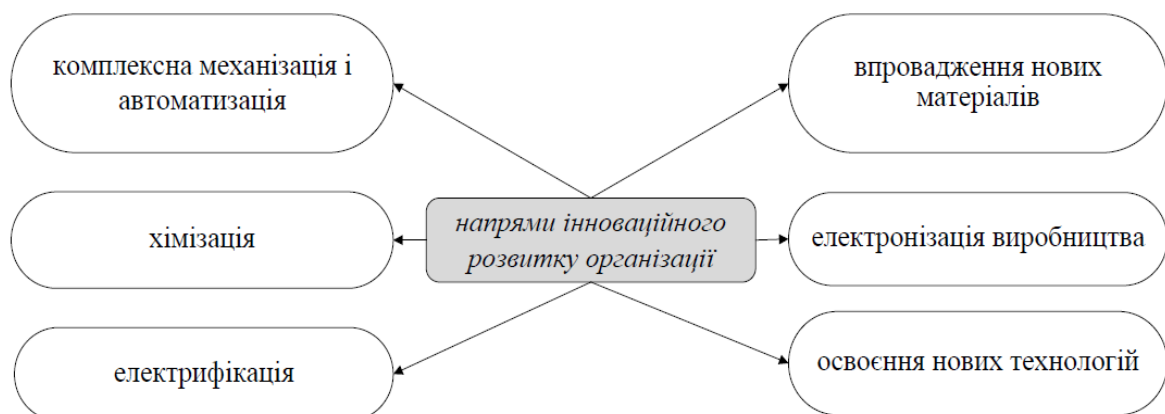 комплексна механізація і
автоматизація
впровадження нових
матеріалів
хімізація
напрями інноваційного
розвитку організації
електронізація виробництва
електрифікація
освоєння нових технологій